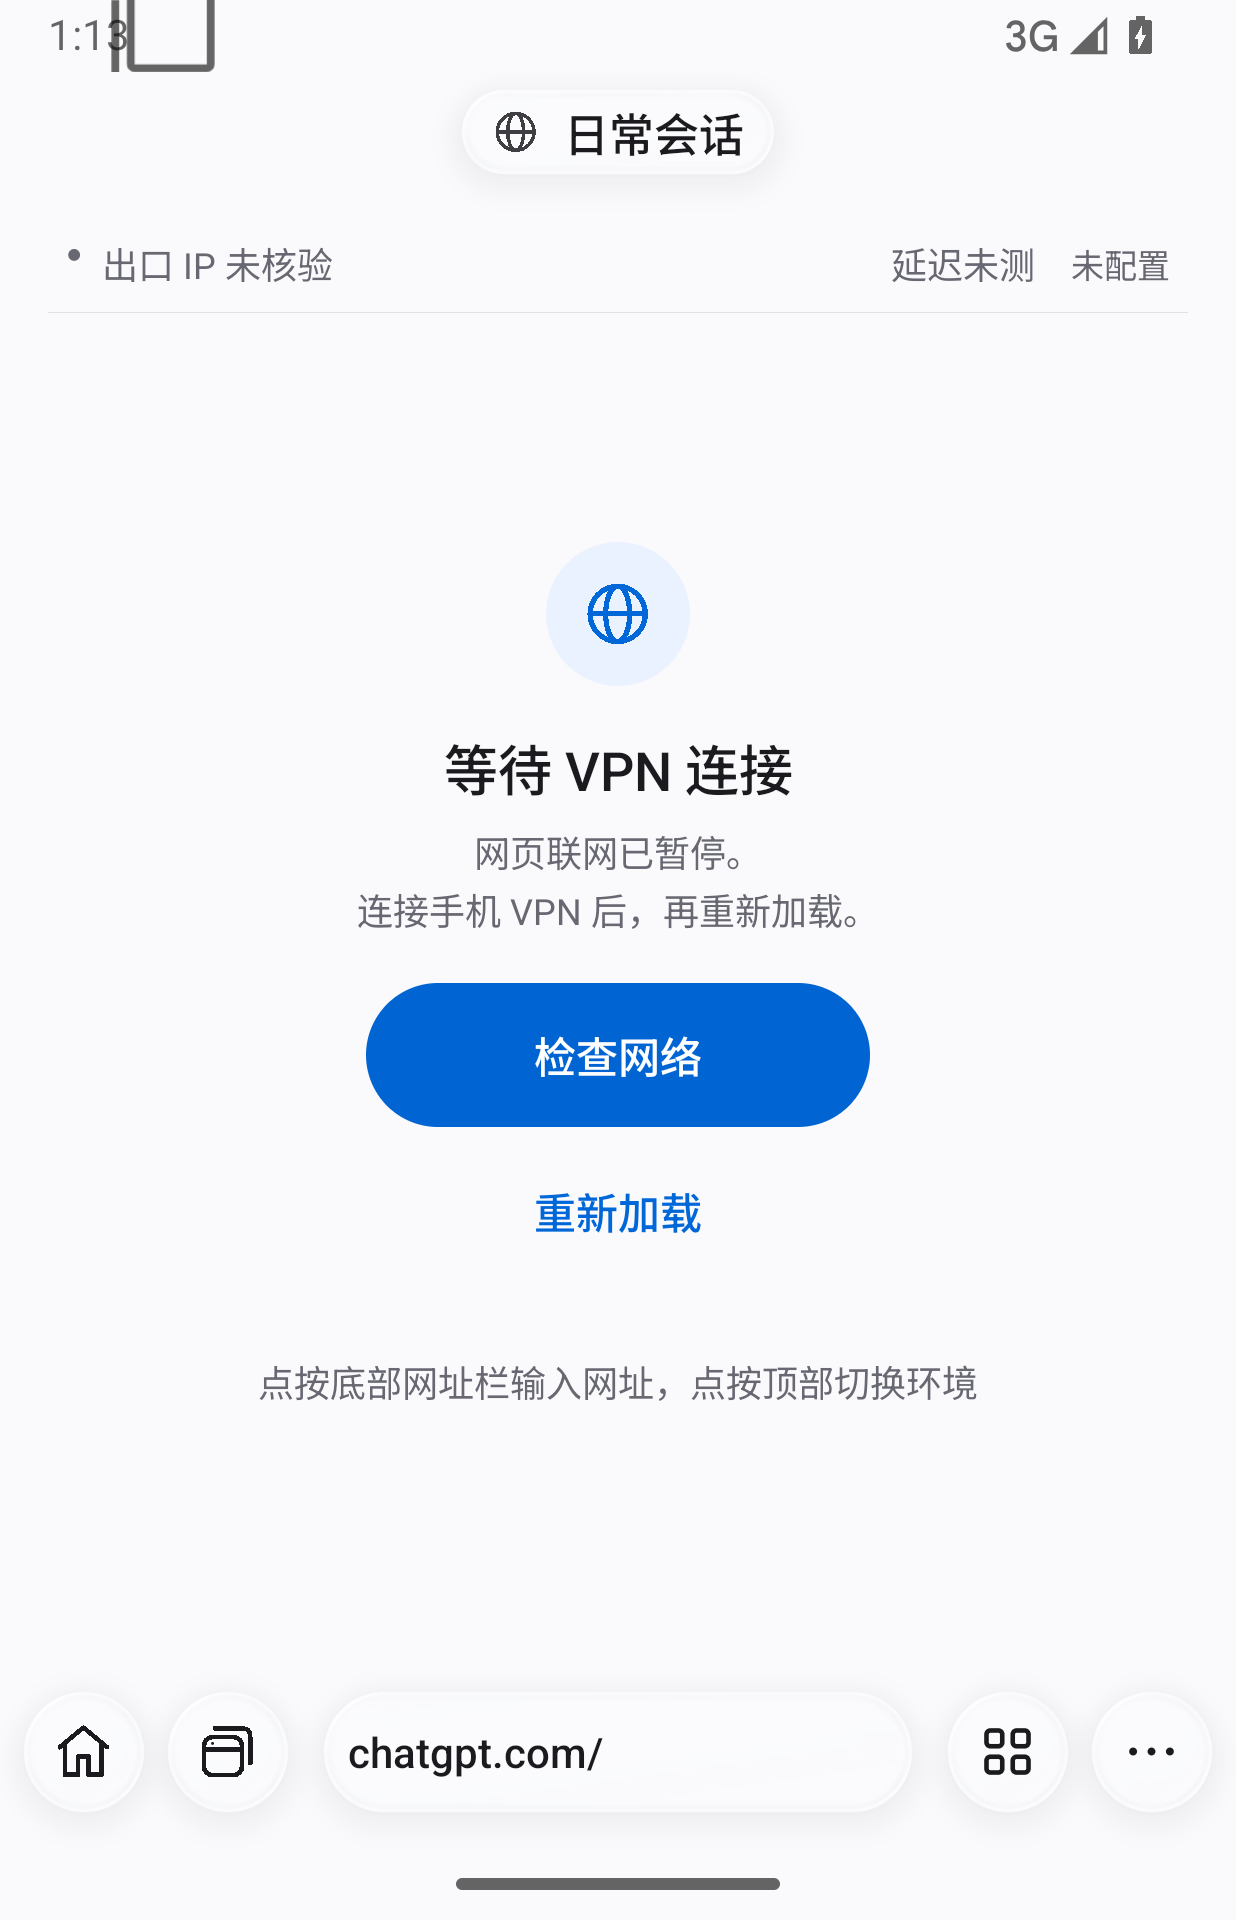 1:13
3G
日常会话
出口 IP 未核验
延迟未测 未配置
等待 VPN 连接
网页联网已暂停。
连接手机 VPN 后，再重新加载。
检查网络
重新加载
点按底部网址栏输入网址，点按顶部切换环境
chatgpt.com/